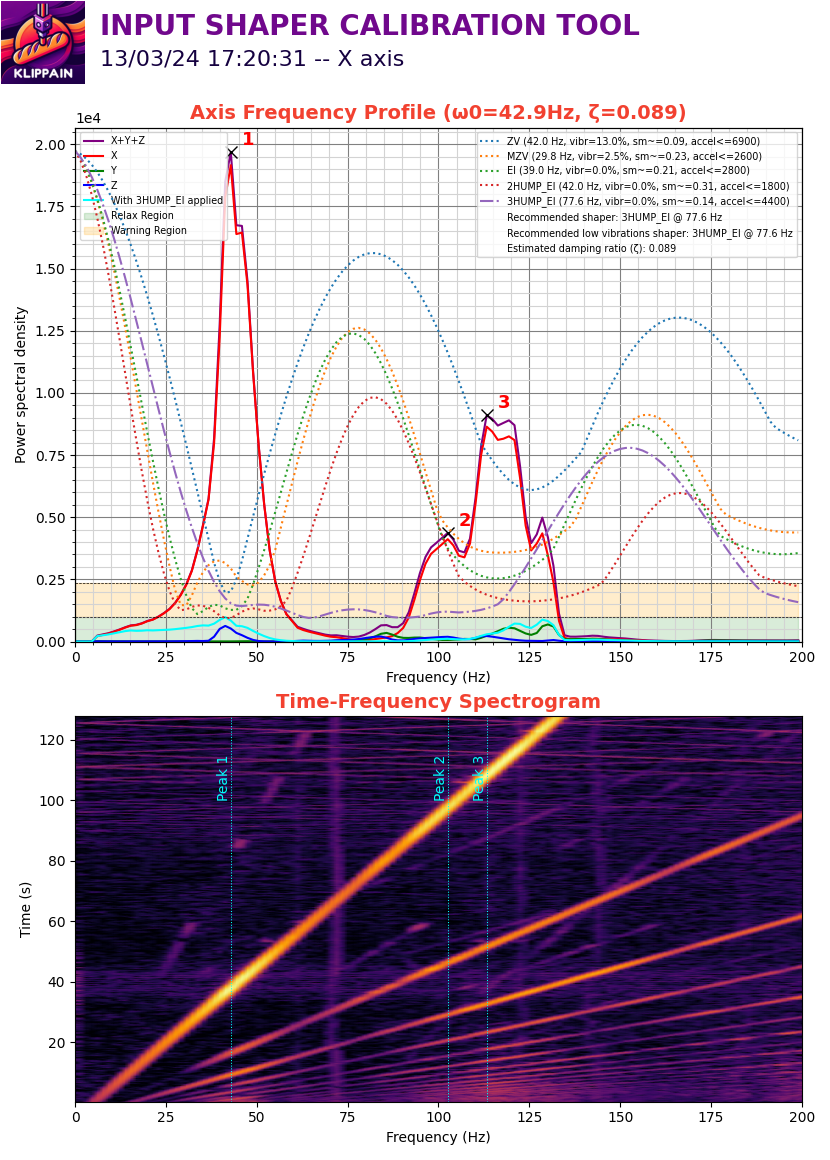 INPUT SHAPER CALIBRATION TOOL
13/03/24 17:20:31 -- X axis
KLIPPAIN
Axis Frequency Profile (ω0=42.9Hz, ζ=0.089)
1e4
X+Y+Z
X
Y
Z
With 3HUMP_EI applied
Relax Region
Warning Region
ZV (42.0 Hz, vibr=13.0%, sm~=0.09, accel<=6900)
MZV (29.8 Hz, vibr=2.5%, sm~=0.23, accel<=2600)
EI (39.0 Hz, vibr=0.0%, sm~=0.21, accel<=2800)
2HUMP_EI (42.0 Hz, vibr=0.0%, sm~=0.31, accel<=1800)
3HUMP_EI (77.6 Hz, vibr=0.0%, sm~=0.14, accel<=4400)
Recommended shaper: 3HUMP_EI @ 77.6 Hz
Recommended low vibrations shaper: 3HUMP_EI @ 77.6 Hz
Estimated damping ratio (ζ): 0.089
1
2
3
Power spectral density
2.00
1.75
1.50
1.25
1.00
0.75
0.50
0.25
0.00
0 25 50 75 100 125 150 175 200
Frequency (Hz)
Time-Frequency Spectrogram
Peak 1
Peak 2
Peak 3
Time (s)
120
100
80
60
40
20
0 25 50 75 100 125 150 175 200
Frequency (Hz)